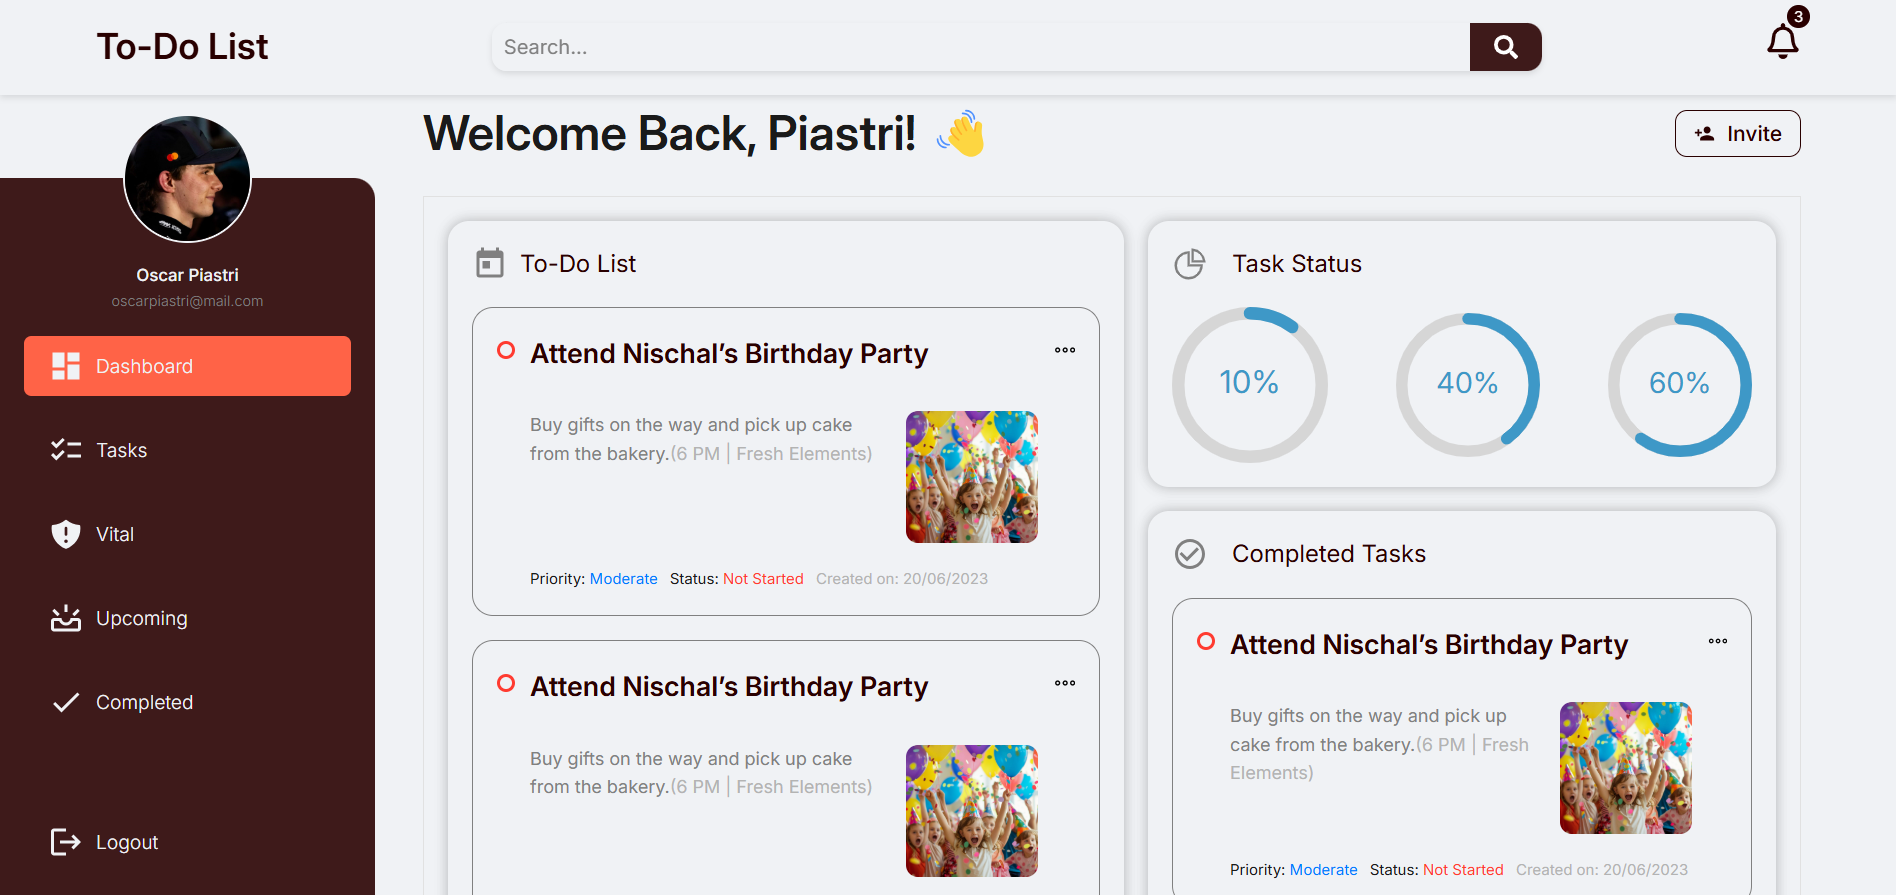 To-Do List
Search...
3
Welcome Back, Piastri!
Invite
Oscar Piastri
oscarpiastri@mail.com
Dashboard
Tasks
Vital
Upcoming
Completed
Logout
To-Do List
Attend Nischal’s Birthday Party
Buy gifts on the way and pick up cake
from the bakery.(6 PM | Fresh Elements)
Priority: Moderate Status: Not Started Created on: 20/06/2023
Attend Nischal’s Birthday Party
Buy gifts on the way and pick up cake
from the bakery.(6 PM | Fresh Elements)
Task Status
10%
40%
60%
Completed Tasks
Attend Nischal’s Birthday Party
Buy gifts on the way and pick up
cake from the bakery.(6 PM | Fresh
Elements)
Priority: Moderate Status: Not Started Created on: 20/06/2023